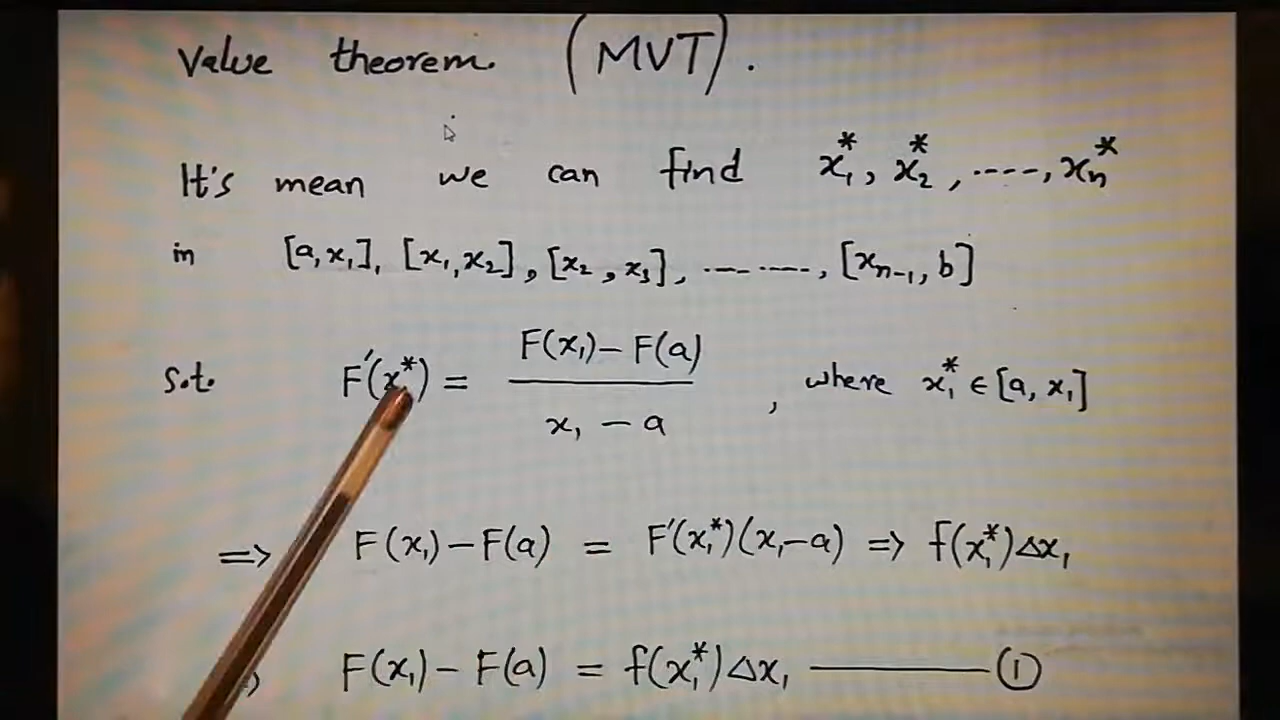 Value theorem. (MVT).
It's mean we can find x₁*, x₂*, ----, xₙ*
in [a, x₁], [x₁, x₂], [x₂, x₃], --------, [xₙ₋₁, b]
s.t. F'(x*) = (F(x₁) − F(a)) / (x₁ − a), where x₁* ∈ [a, x₁]
=> F(x₁) − F(a) = F'(x₁*)(x₁−a) => f(x₁*)Δx₁
F(x₁) − F(a) = f(x₁*)Δx₁ ——— (1)